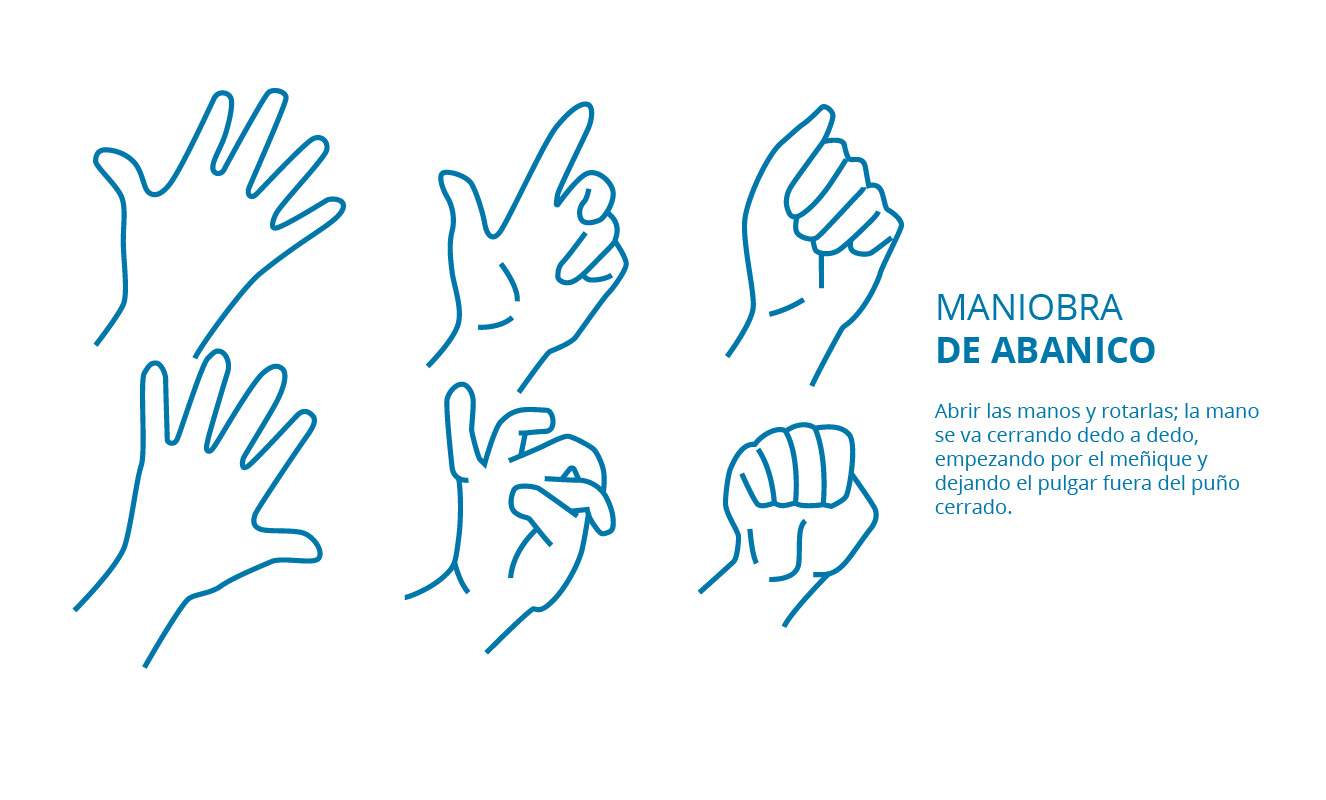 MANIOBRA
DE ABANICO
Abrir las manos y rotarlas; la mano
se va cerrando dedo a dedo,
empezando por el meñique y
dejando el pulgar fuera del puño
cerrado.